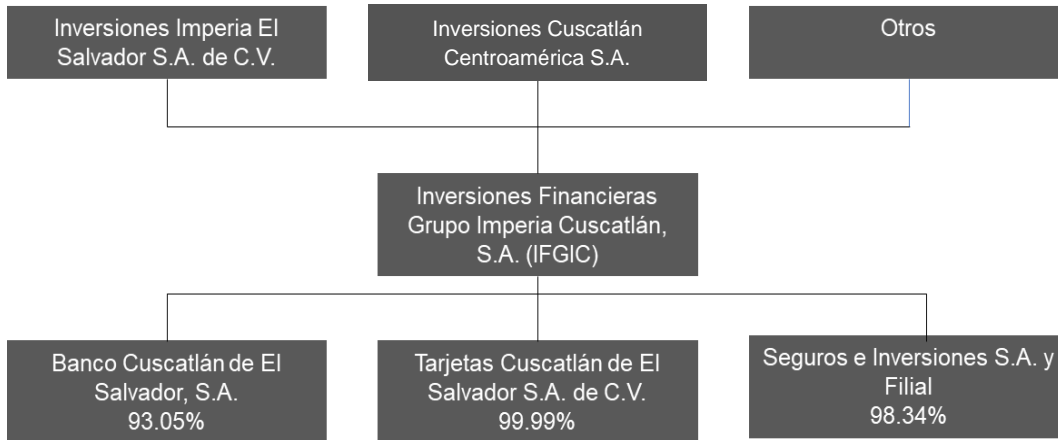 Inversiones Imperia El
Salvador S.A. de C.V.
Inversiones Cuscatlán
Centroamérica S.A.
Otros
Inversiones Financieras
Grupo Imperia Cuscatlán,
S.A. (IFGIC)
Banco Cuscatlán de El
Salvador, S.A.
93.05%
Tarjetas Cuscatlán de El
Salvador S.A. de C.V.
99.99%
Seguros e Inversiones S.A. y
Filial
98.34%